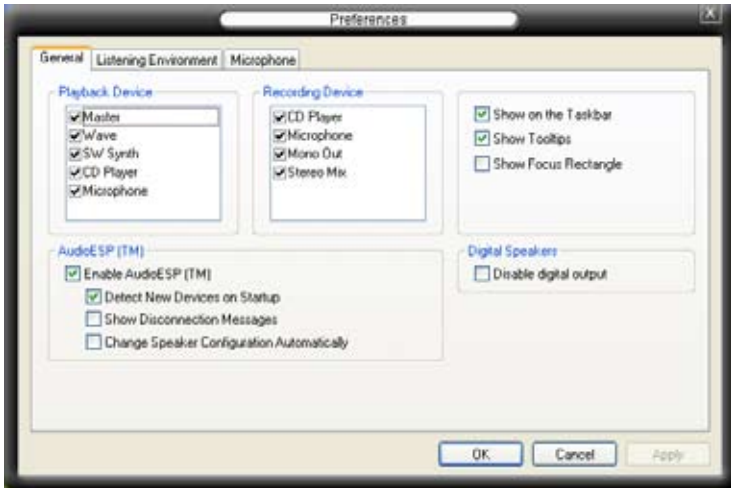 Preferences
X
General
Listening Environment
Microphone
Playback Device
Master
Wave
SW Synth
CD Player
Microphone
Recording Device
CD Player
Microphone
Mono Out
Stereo Mix
Show on the Taskbar
Show Tooltips
Show Focus Rectangle
AudioESP (TM)
Enable AudioESP (TM)
Detect New Devices on Startup
Show Disconnection Messages
Change Speaker Configuration Automatically
Digital Speakers
Disable digital output
OK
Cancel
Apply